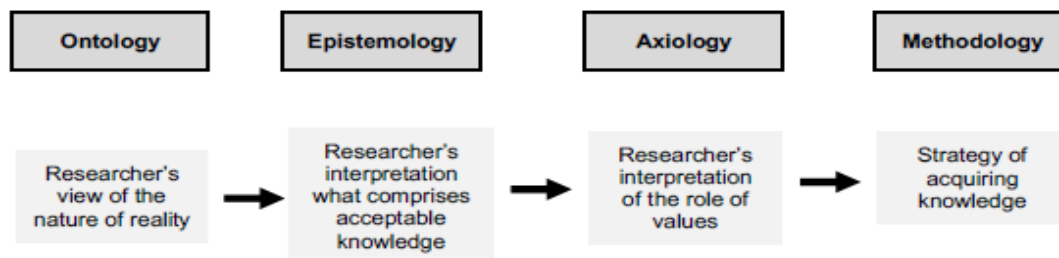 Ontology
Epistemology
Axiology
Methodology
Researcher's
view of the
nature of reality
Researcher's
interpretation
what comprises
acceptable
knowledge
Researcher's
interpretation
of the role of
values
Strategy of
acquiring
knowledge